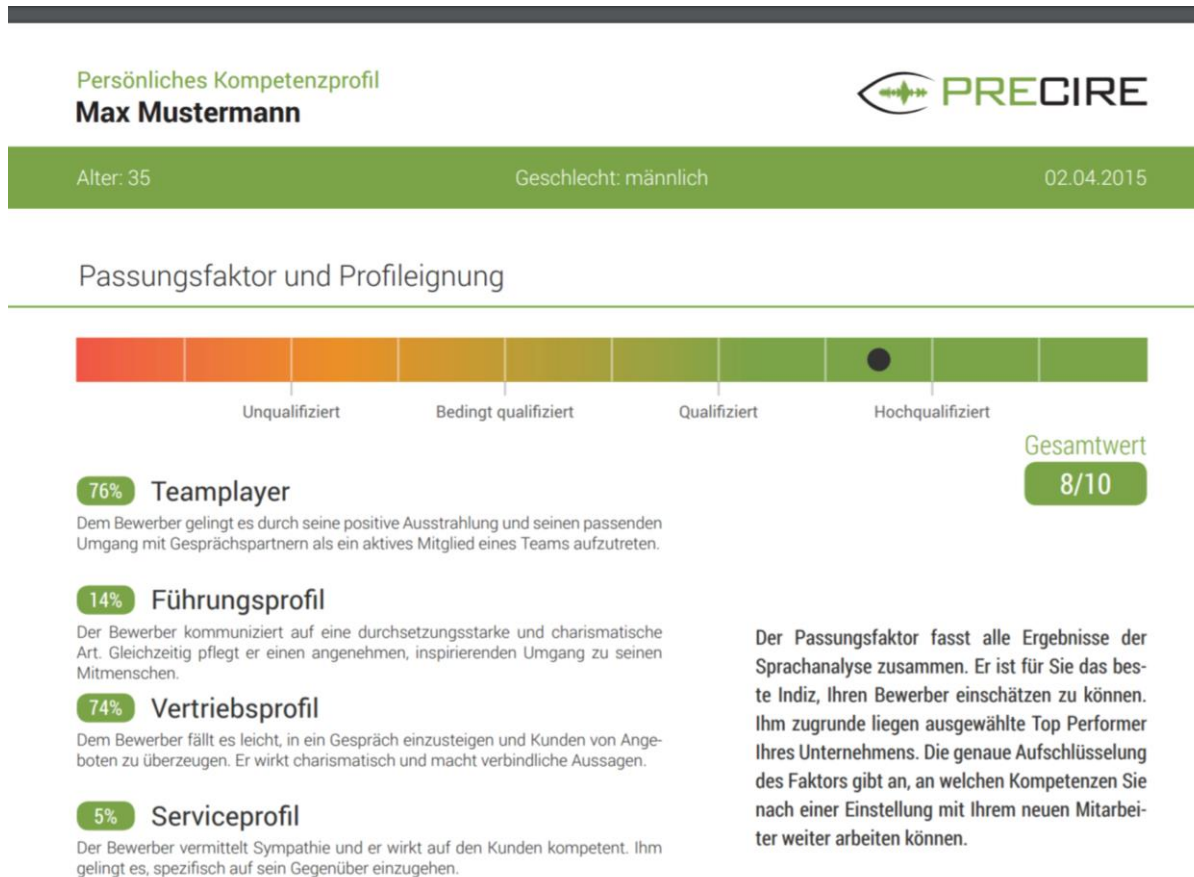 Persönliches Kompetenzprofil
Max Mustermann
PRECIRE
Alter: 35
Geschlecht: männlich
02.04.2015
Passungsfaktor und Profileignung
Unqualifiziert
Bedingt qualifiziert
Qualifiziert
Hochqualifiziert
Gesamtwert
8/10
76% Teamplayer
Dem Bewerber gelingt es durch seine positive Ausstrahlung und seinen passenden
Umgang mit Gesprächspartnern als ein aktives Mitglied eines Teams aufzutreten.
14% Führungsprofil
Der Bewerber kommuniziert auf eine durchsetzungsstarke und charismatische
Art. Gleichzeitig pflegt er einen angenehmen, inspirierenden Umgang zu seinen
Mitmenschen.
74% Vertriebsprofil
Dem Bewerber fällt es leicht, in ein Gespräch einzusteigen und Kunden von Ange-
boten zu überzeugen. Er wirkt charismatisch und macht verbindliche Aussagen.
5% Serviceprofil
Der Bewerber vermittelt Sympathie und er wirkt auf den Kunden kompetent. Ihm
gelingt es, spezifisch auf sein Gegenüber einzugehen.
Der Passungsfaktor fasst alle Ergebnisse der
Sprachanalyse zusammen. Er ist für Sie das bes-
te Indiz, Ihren Bewerber einschätzen zu können.
Ihm zugrunde liegen ausgewählte Top Performer
Ihres Unternehmens. Die genaue Aufschlüsselung
des Faktors gibt an, an welchen Kompetenzen Sie
nach einer Einstellung mit Ihrem neuen Mitarbei-
ter weiter arbeiten können.